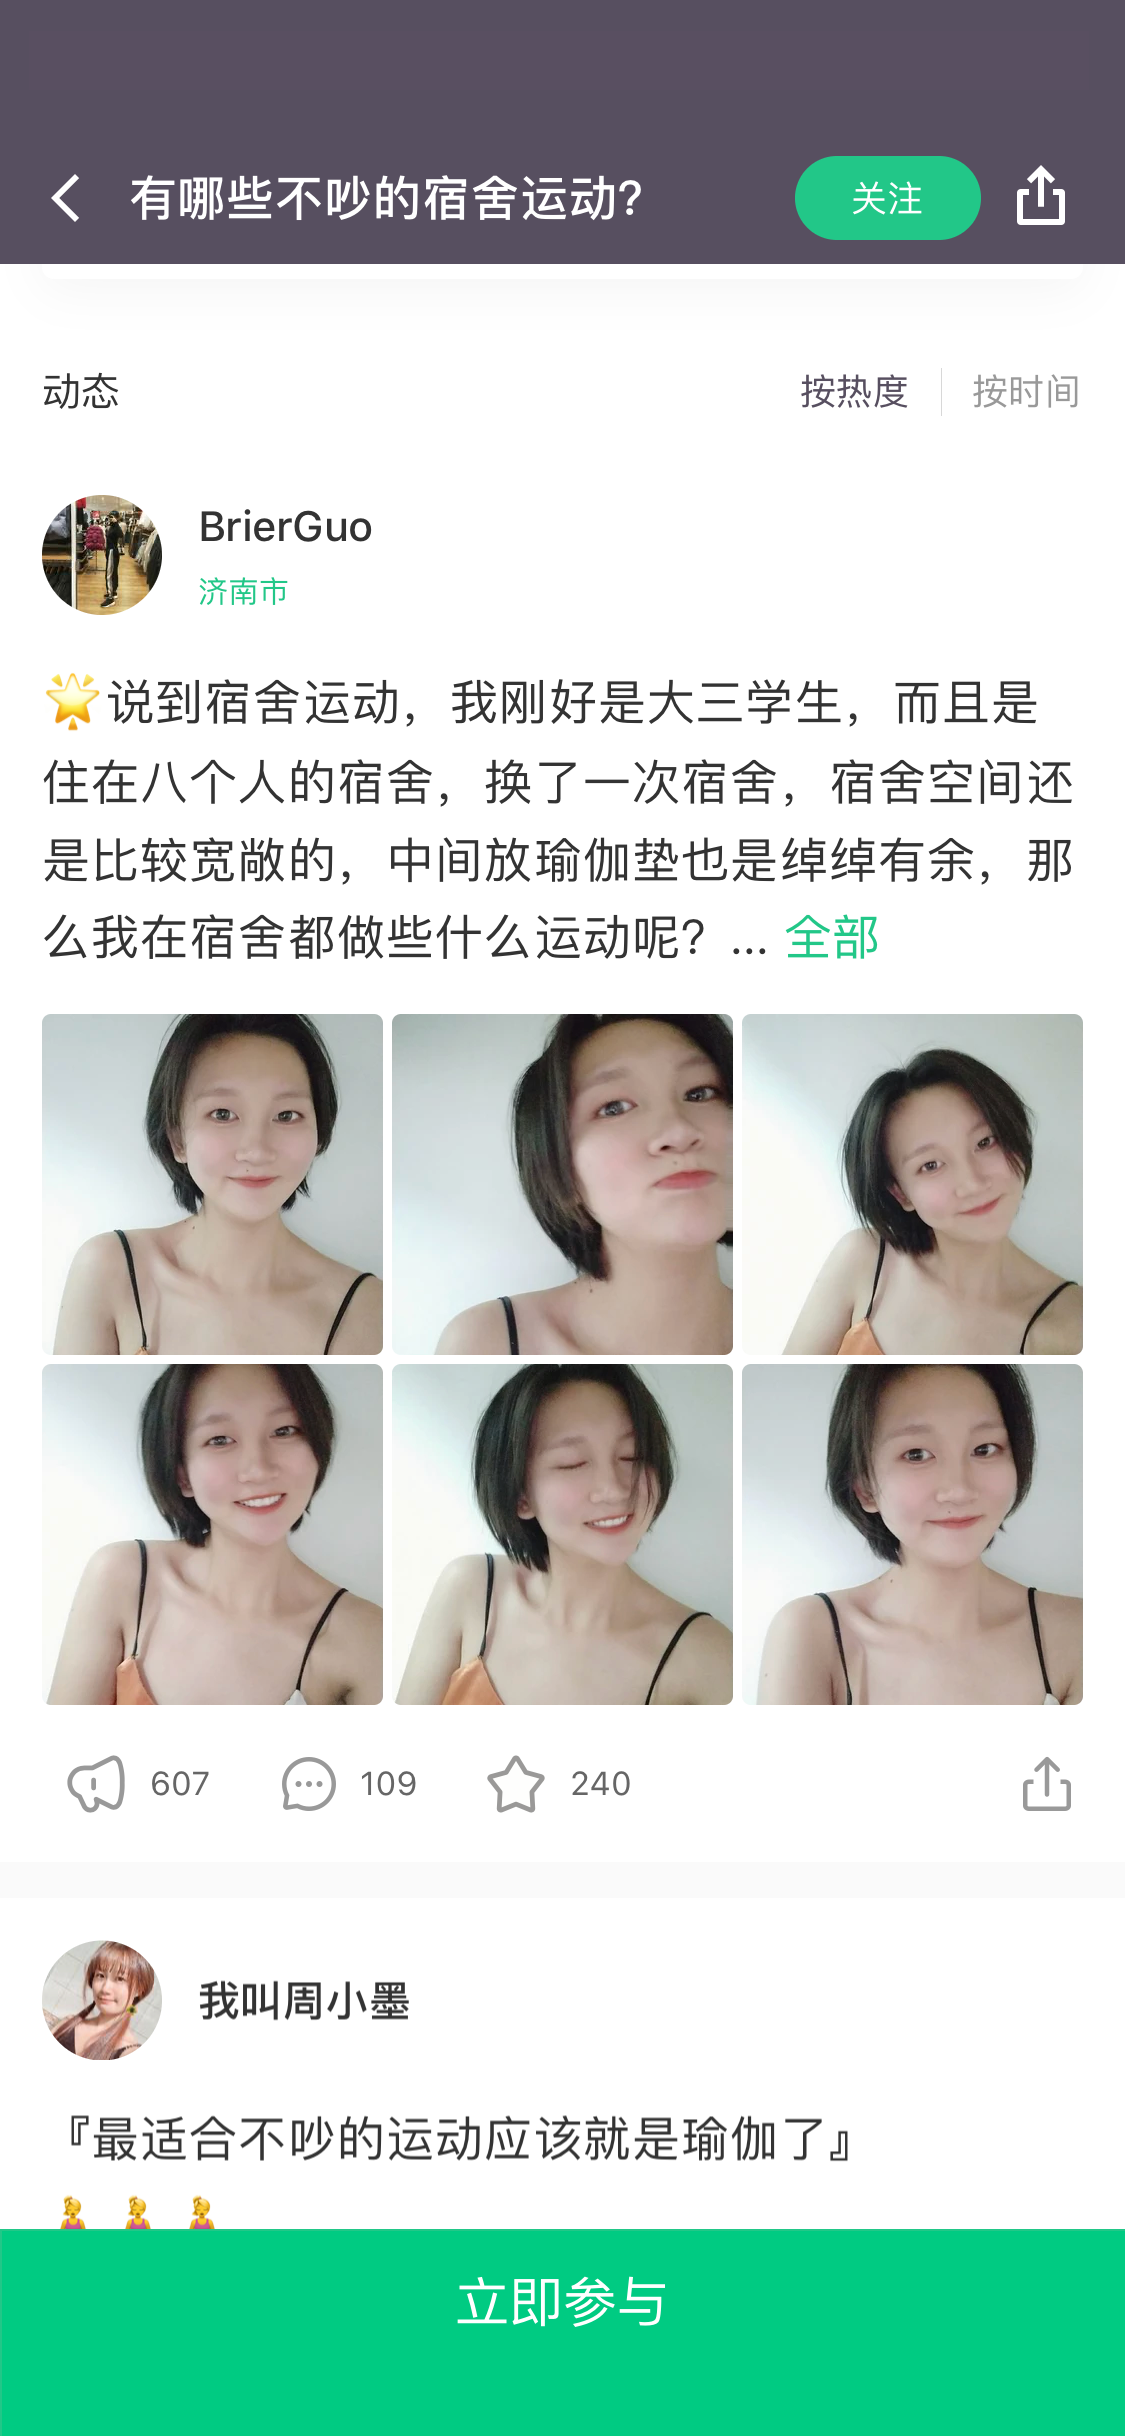 有哪些不吵的宿舍运动?
关注
动态
按热度
按时间
BrierGuo
济南市
🌟说到宿舍运动，我刚好是大三学生，而且是
住在八个人的宿舍，换了一次宿舍，宿舍空间还
是比较宽敞的，中间放瑜伽垫也是绰绰有余，那
么我在宿舍都做些什么运动呢？... 全部
607
109
240
我叫周小墨
『最适合不吵的运动应该就是瑜伽了』
立即参与